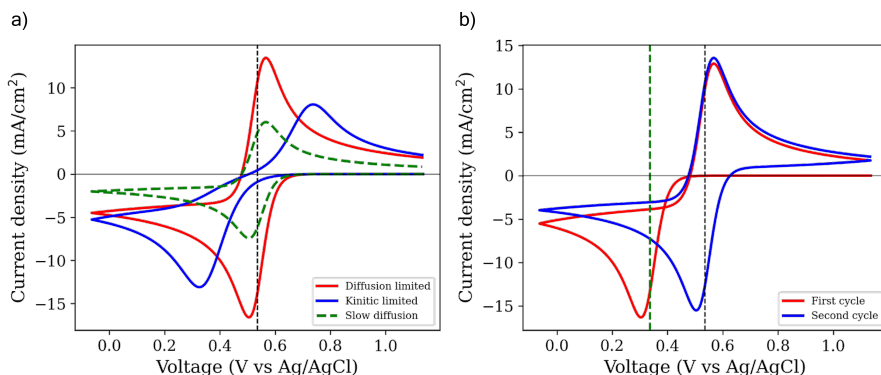 a)
Current density (mA/cm²)
10
5
0
−5
−10
−15
0.0 0.2 0.4 0.6 0.8 1.0
Voltage (V vs Ag/AgCl)
Diffusion limited
Kinitic limited
Slow diffusion
b)
Current density (mA/cm²)
15
10
5
0
−5
−10
−15
0.0 0.2 0.4 0.6 0.8 1.0
Voltage (V vs Ag/AgCl)
First cycle
Second cycle